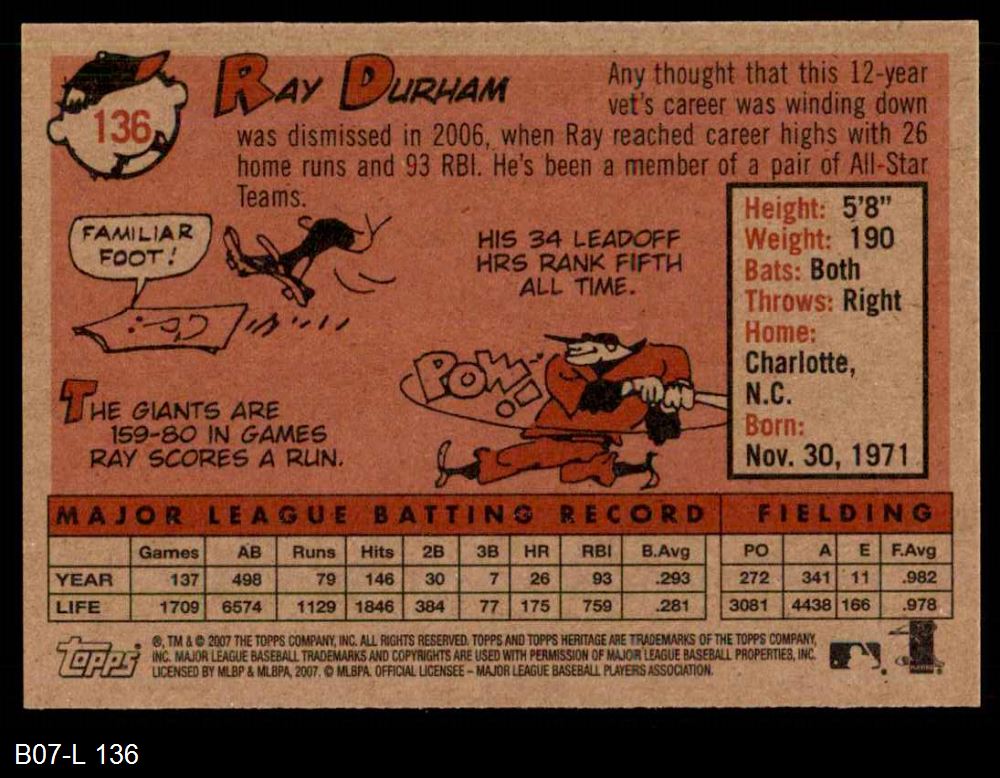 136
RAY DURHAM
Any thought that this 12-year
vet's career was winding down
was dismissed in 2006, when Ray reached career highs with 26
home runs and 93 RBI. He's been a member of a pair of All-Star
Teams.
FAMILIAR
FOOT!
HIS 34 LEADOFF
HRS RANK FIFTH
ALL TIME.
POW!
THE GIANTS ARE
159-80 IN GAMES
RAY SCORES A RUN.
Height: 5'8"
Weight: 190
Bats: Both
Throws: Right
Home:
Charlotte,
N.C.
Born:
Nov. 30, 1971
MAJOR LEAGUE BATTING RECORD FIELDING
Games AB Runs Hits 2B 3B HR RBI B.Avg PO A E F.Avg
YEAR 137 498 79 146 30 7 26 93 .293 272 341 11 .982
LIFE 1709 6574 1129 1846 384 77 175 759 .281 3081 4438 166 .978
Topps
®, TM & © 2007 THE TOPPS COMPANY, INC. ALL RIGHTS RESERVED. TOPPS AND TOPPS HERITAGE ARE TRADEMARKS OF THE TOPPS COMPANY,
INC. MAJOR LEAGUE BASEBALL TRADEMARKS AND COPYRIGHTS ARE USED WITH PERMISSION OF MAJOR LEAGUE BASEBALL PROPERTIES, INC.
LICENSED BY MLBP & MLBPA, 2007. © MLBPA. OFFICIAL LICENSEE – MAJOR LEAGUE BASEBALL PLAYERS ASSOCIATION.
B07-L 136